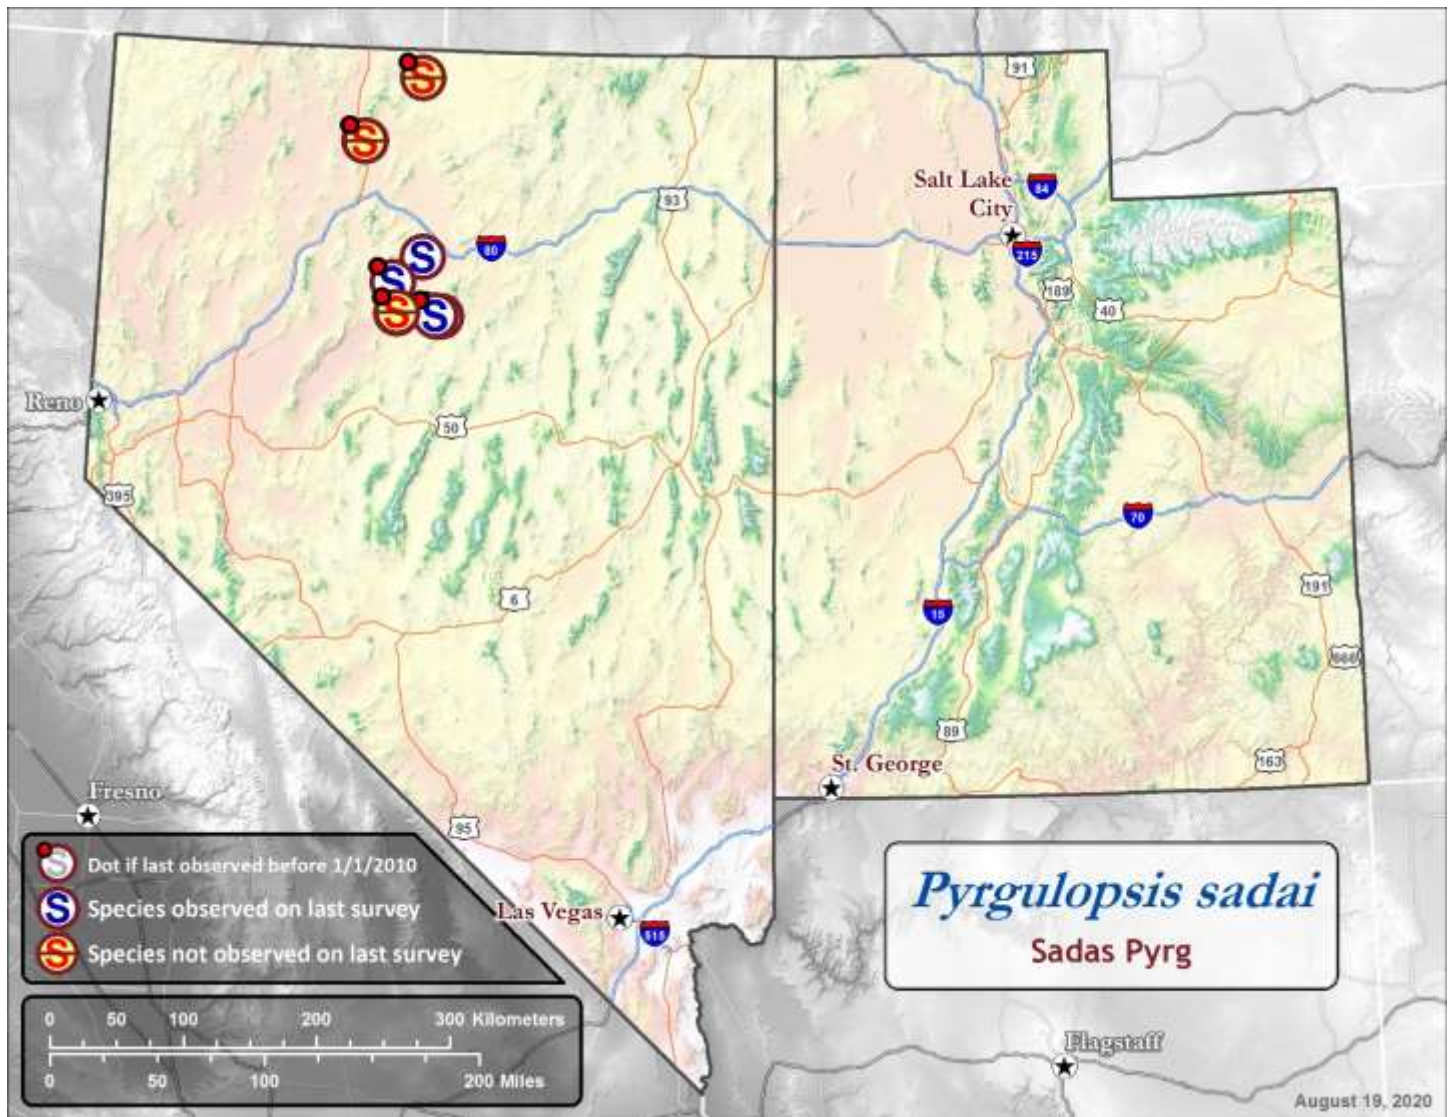 91
Salt Lake
City
84
93
80
215
189
40
Reno
50
395
70
6
191
15
666
89
St. George
163
Fresno
95
Dot if last observed before 1/1/2010
S Species observed on last survey
S Species not observed on last survey
Las Vegas
515
Pyrgulopsis sadai
Sadas Pyrg
0 50 100 200 300 Kilometers
0 50 100 200 Miles
Flagstaff
August 19, 2020